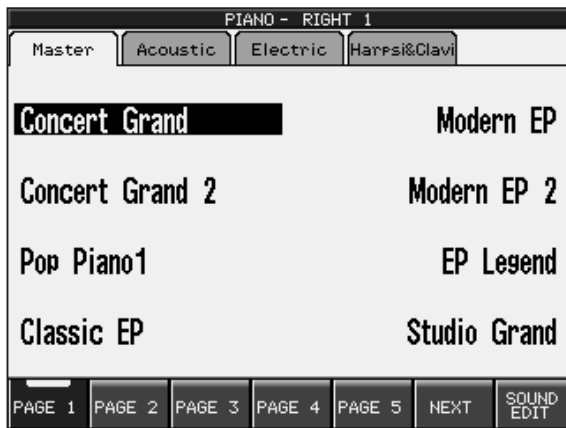 PIANO - RIGHT 1
Master Acoustic Electric Harpsi&Clavi
Concert Grand Modern EP
Concert Grand 2 Modern EP 2
Pop Piano1 EP Legend
Classic EP Studio Grand
PAGE 1 PAGE 2 PAGE 3 PAGE 4 PAGE 5 NEXT SOUND EDIT